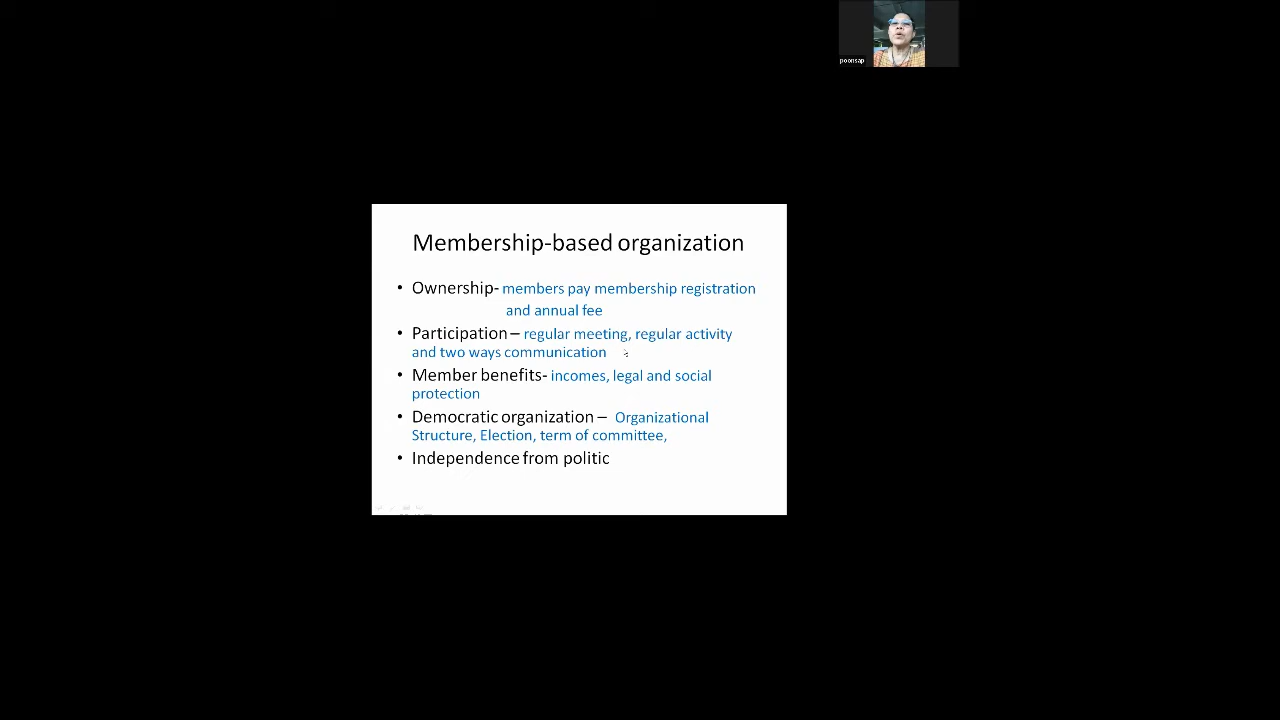 poonsap
Membership-based organization
• Ownership- members pay membership registration
and annual fee
• Participation – regular meeting, regular activity
and two ways communication
• Member benefits- incomes, legal and social
protection
• Democratic organization – Organizational
Structure, Election, term of committee,
• Independence from politic